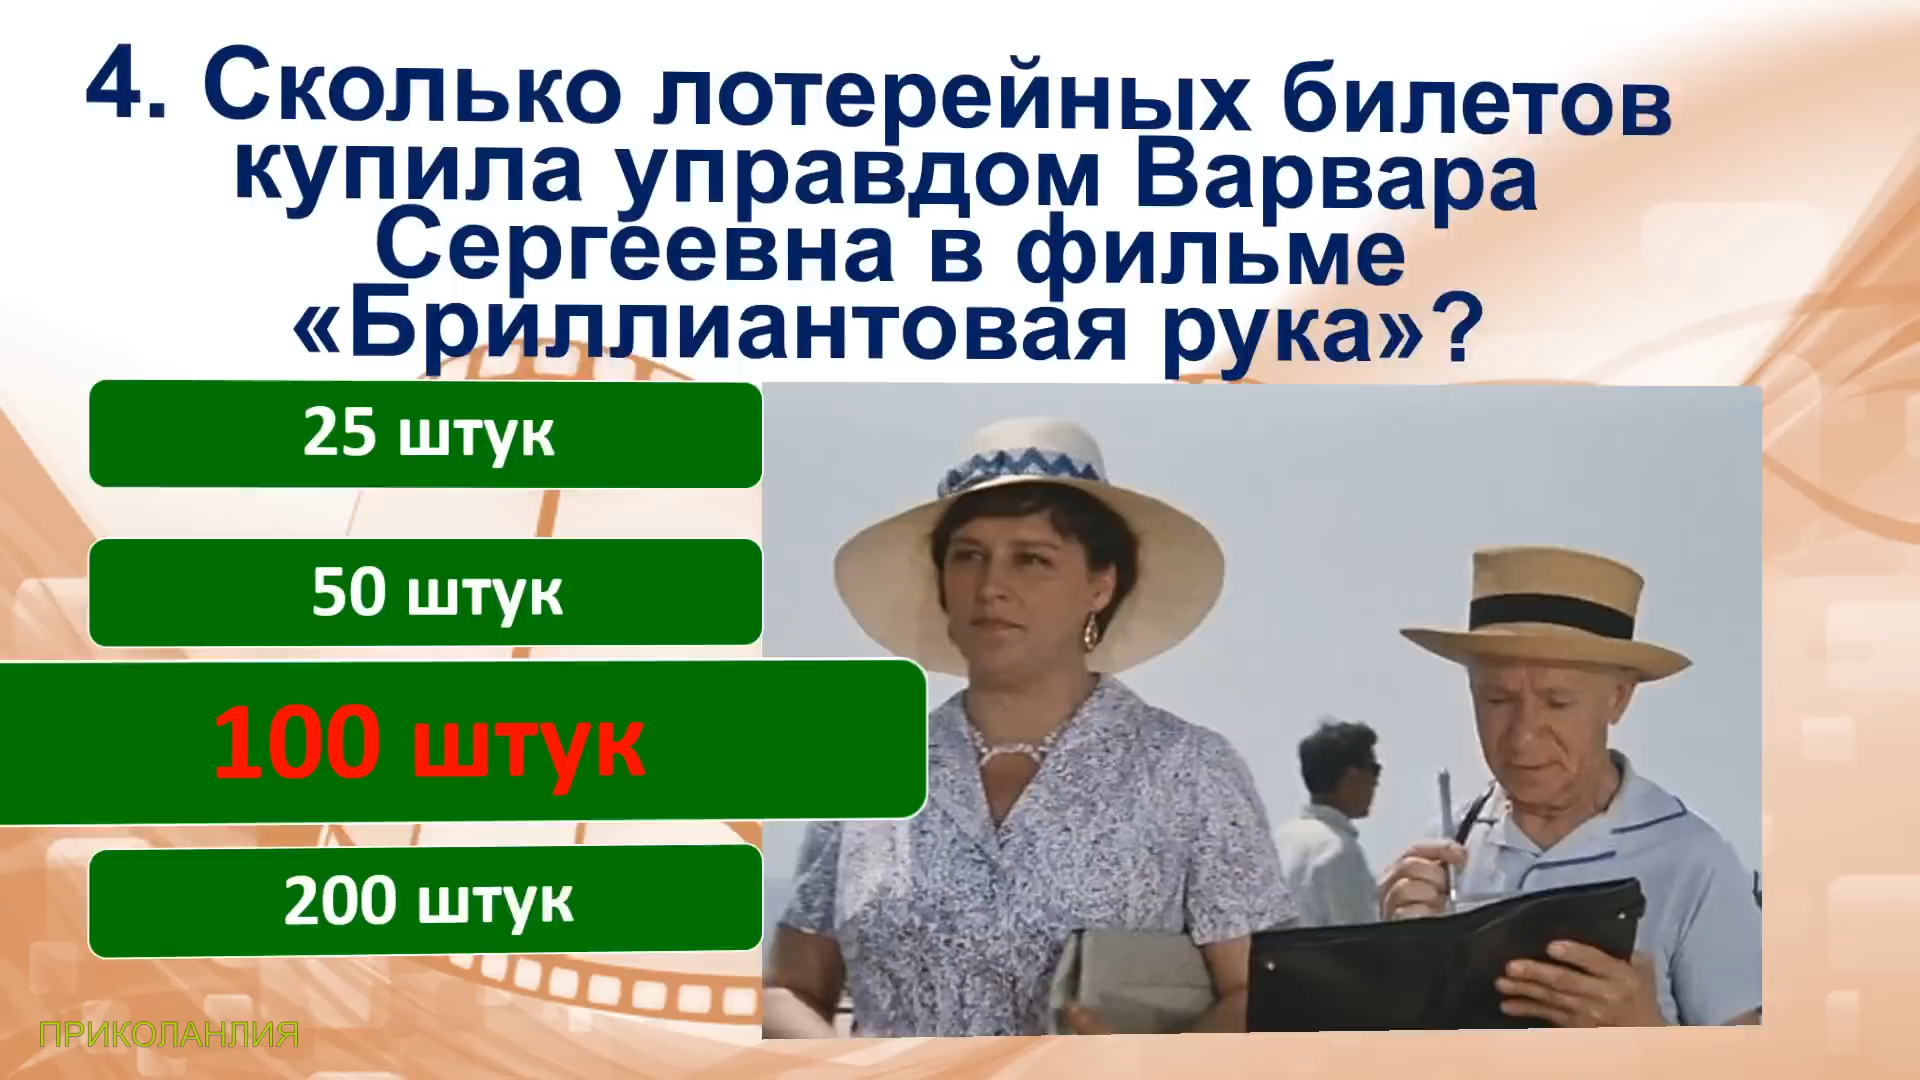 4. Сколько лотерейных билетов
купила управдом Варвара
Сергеевна в фильме
«Бриллиантовая рука»?
25 штук
50 штук
100 штук
200 штук
ПРИКОЛАНЛИЯ